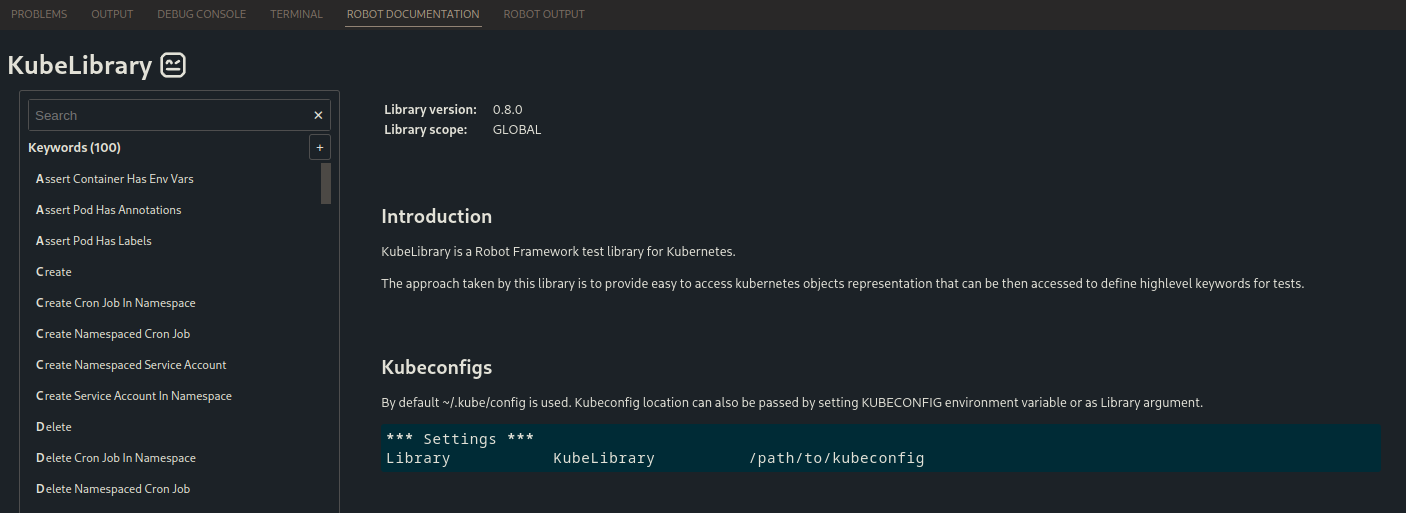 PROBLEMS OUTPUT DEBUG CONSOLE TERMINAL ROBOT DOCUMENTATION ROBOT OUTPUT
KubeLibrary
Search ✕
Keywords (100) +
Assert Container Has Env Vars
Assert Pod Has Annotations
Assert Pod Has Labels
Create
Create Cron Job In Namespace
Create Namespaced Cron Job
Create Namespaced Service Account
Create Service Account In Namespace
Delete
Delete Cron Job In Namespace
Delete Namespaced Cron Job
Library version: 0.8.0
Library scope: GLOBAL
Introduction
KubeLibrary is a Robot Framework test library for Kubernetes.
The approach taken by this library is to provide easy to access kubernetes objects representation that can be then accessed to define highlevel keywords for tests.
Kubeconfigs
By default ~/.kube/config is used. Kubeconfig location can also be passed by setting KUBECONFIG environment variable or as Library argument.
*** Settings ***
Library KubeLibrary /path/to/kubeconfig